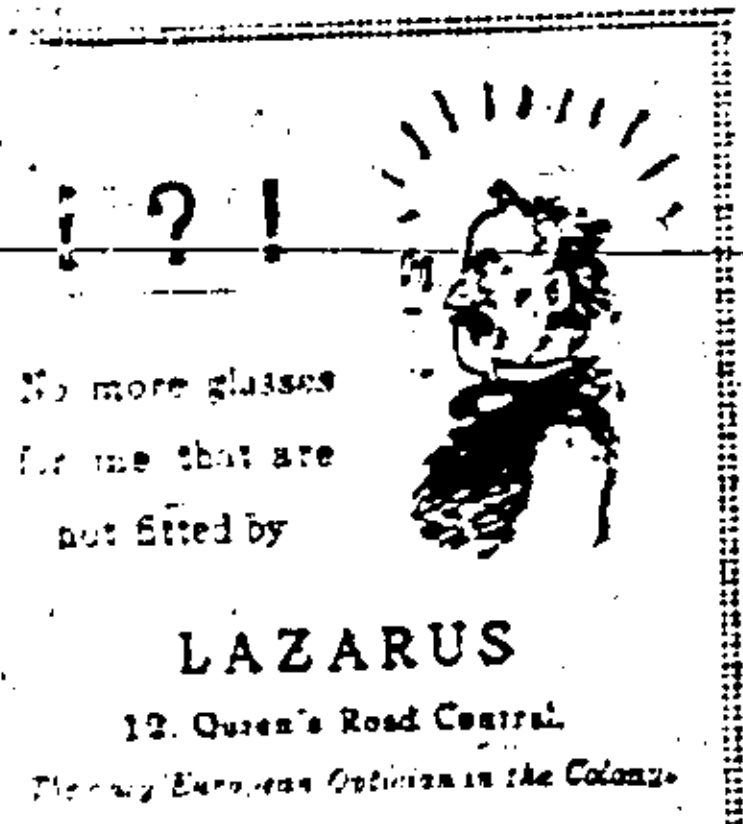 ! ? !
No more glasses
for me that are
not fitted by
LAZARUS
12. Queen's Road Central.
The only European Optician in the Colony.